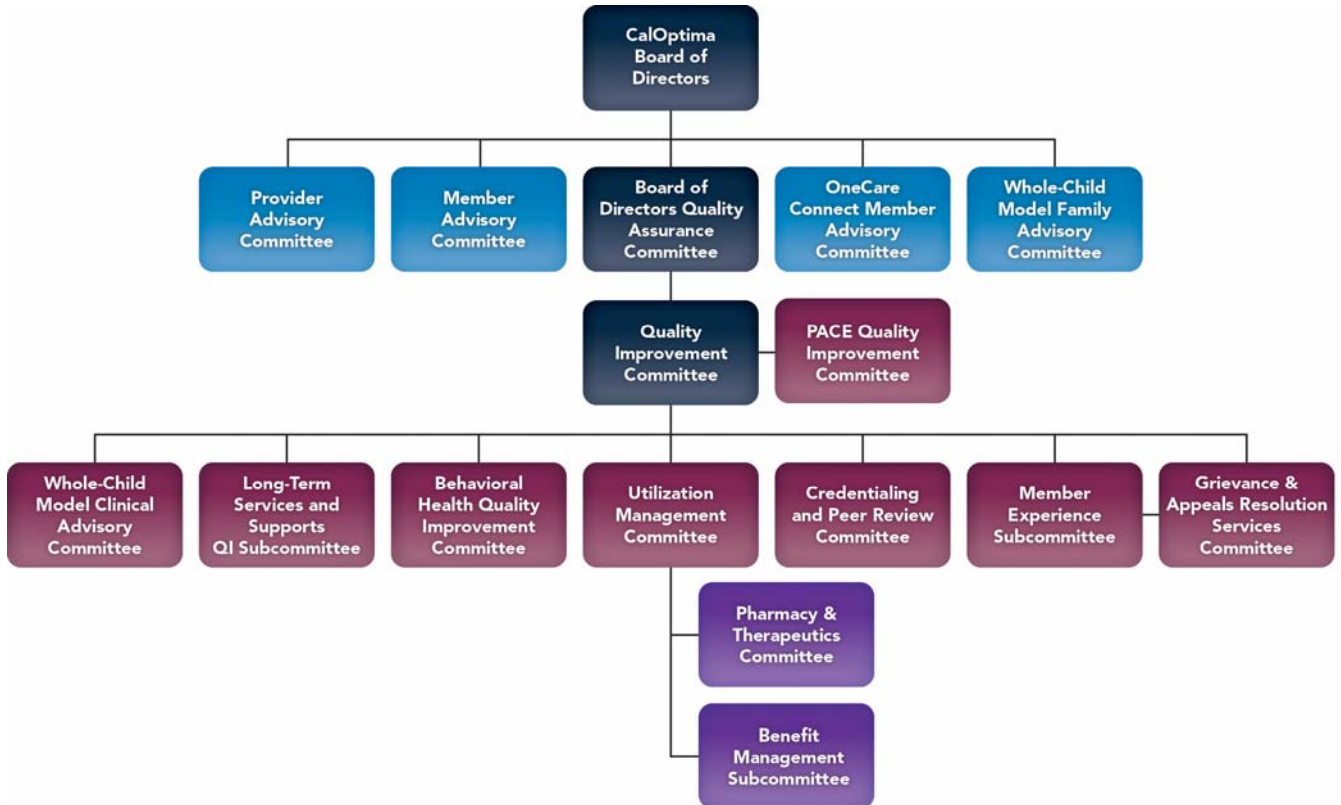 CalOptima
Board of
Directors
Provider
Advisory
Committee
Member
Advisory
Committee
Board of
Directors Quality
Assurance
Committee
OneCare
Connect Member
Advisory
Committee
Whole-Child
Model Family
Advisory
Committee
Quality
Improvement
Committee
PACE Quality
Improvement
Committee
Whole-Child
Model Clinical
Advisory
Committee
Long-Term
Services and
Supports
QI Subcommittee
Behavioral
Health Quality
Improvement
Committee
Utilization
Management
Committee
Credentialing
and Peer Review
Committee
Member
Experience
Subcommittee
Grievance &
Appeals Resolution
Services
Committee
Pharmacy &
Therapeutics
Committee
Benefit
Management
Subcommittee